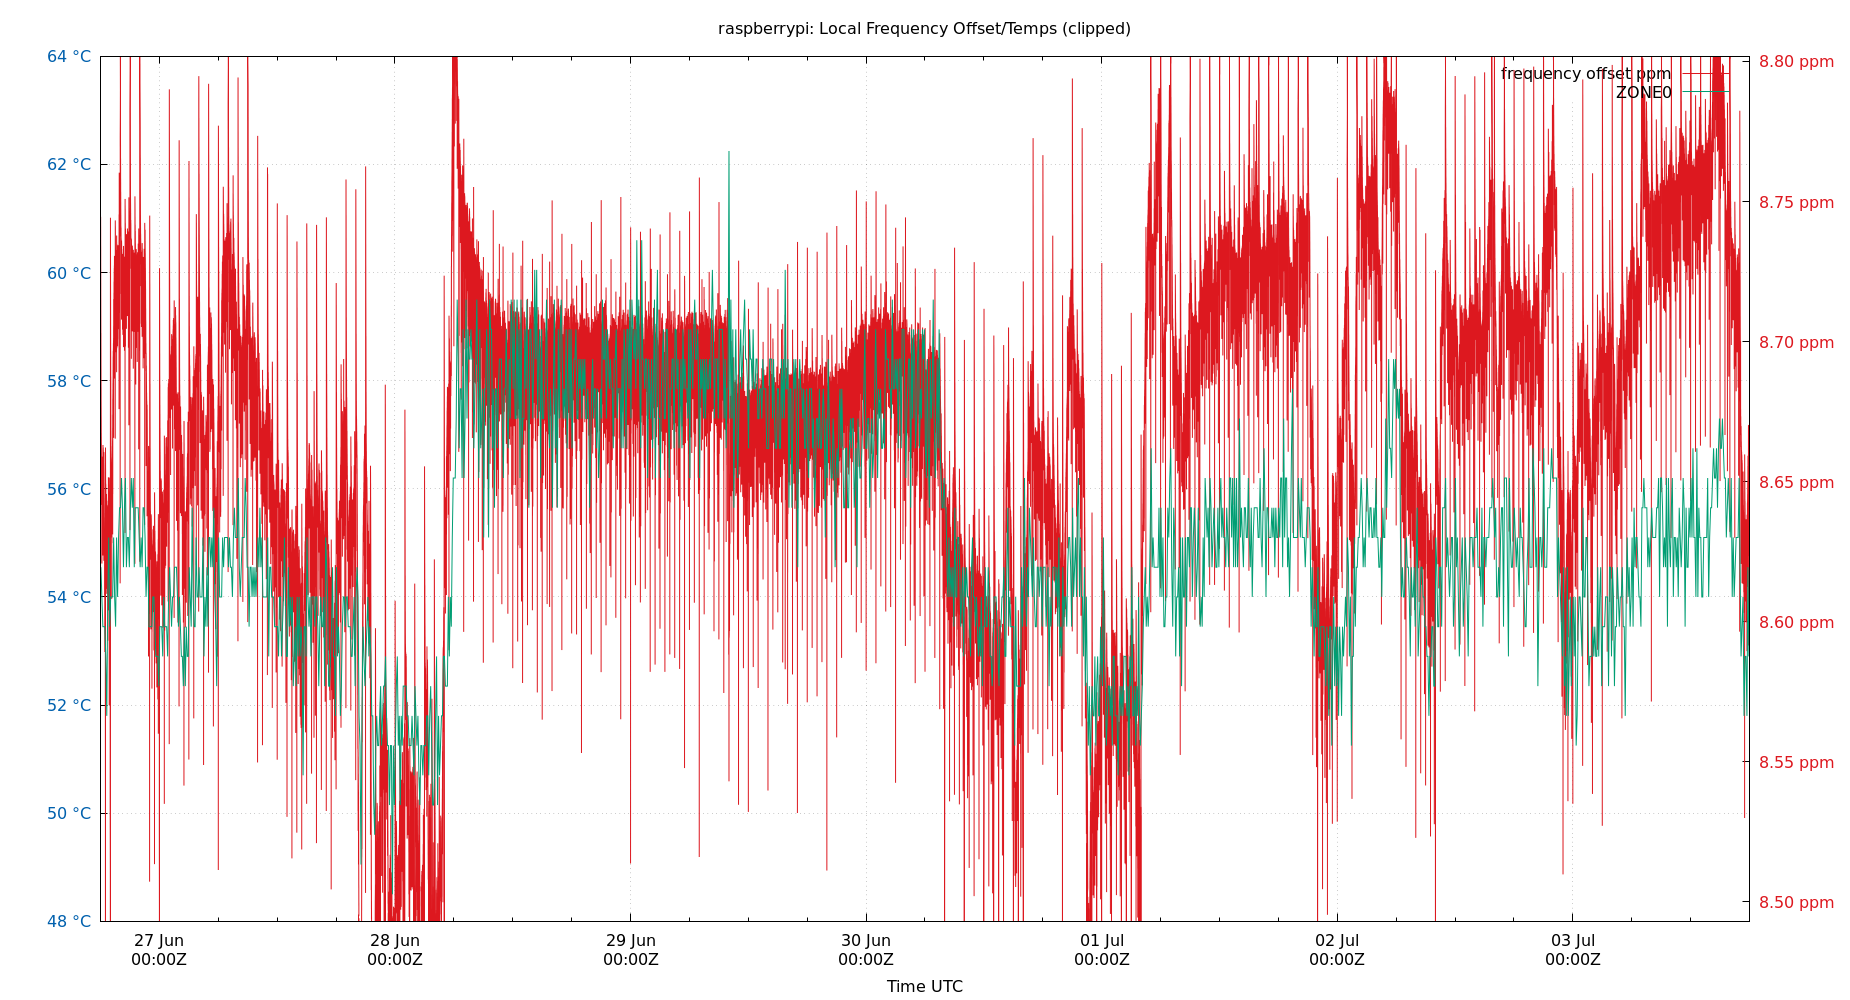 raspberrypi: Local Frequency Offset/Temps (clipped)
64 °C
62 °C
60 °C
58 °C
56 °C
54 °C
52 °C
50 °C
48 °C
8.80 ppm
8.75 ppm
8.70 ppm
8.65 ppm
8.60 ppm
8.55 ppm
8.50 ppm
frequency offset ppm
ZONE0
27 Jun 28 Jun 29 Jun 30 Jun 01 Jul 02 Jul 03 Jul
00:00Z 00:00Z 00:00Z 00:00Z 00:00Z 00:00Z 00:00Z
Time UTC